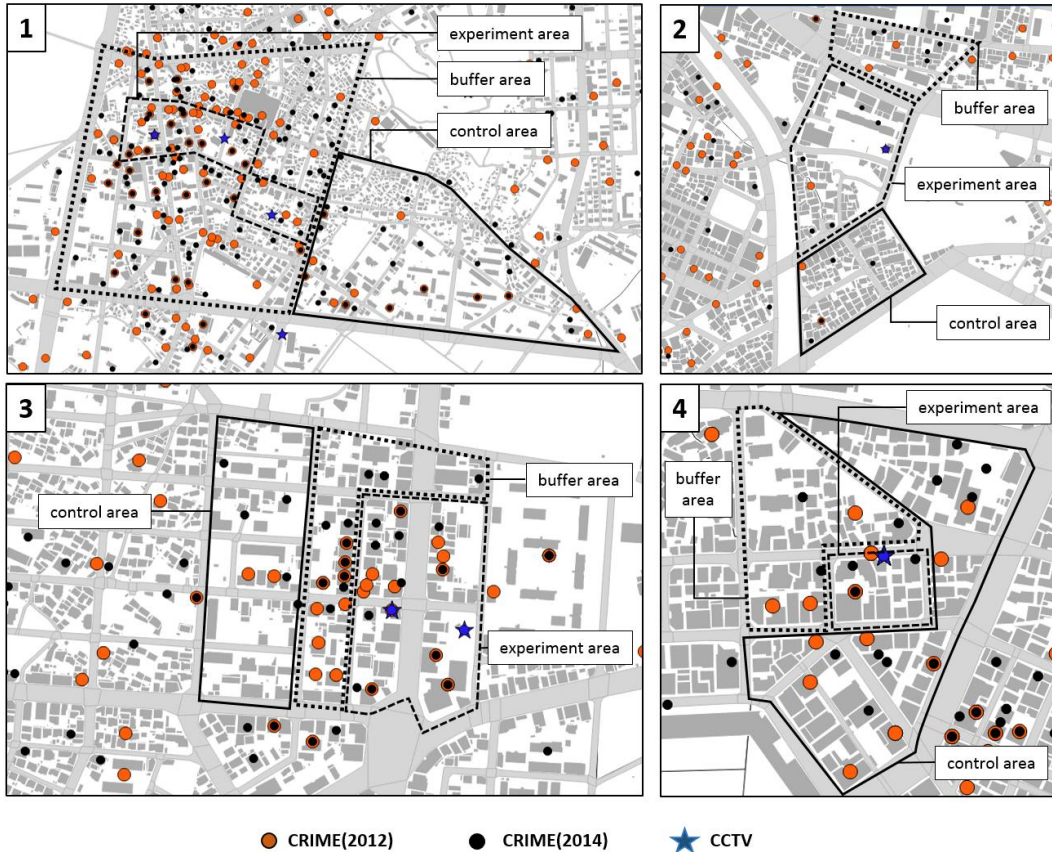 1
experiment area
buffer area
control area
2
buffer area
experiment area
control area
3
control area
buffer area
experiment area
4
experiment area
buffer
area
control area
CRIME(2012)
CRIME(2014)
CCTV